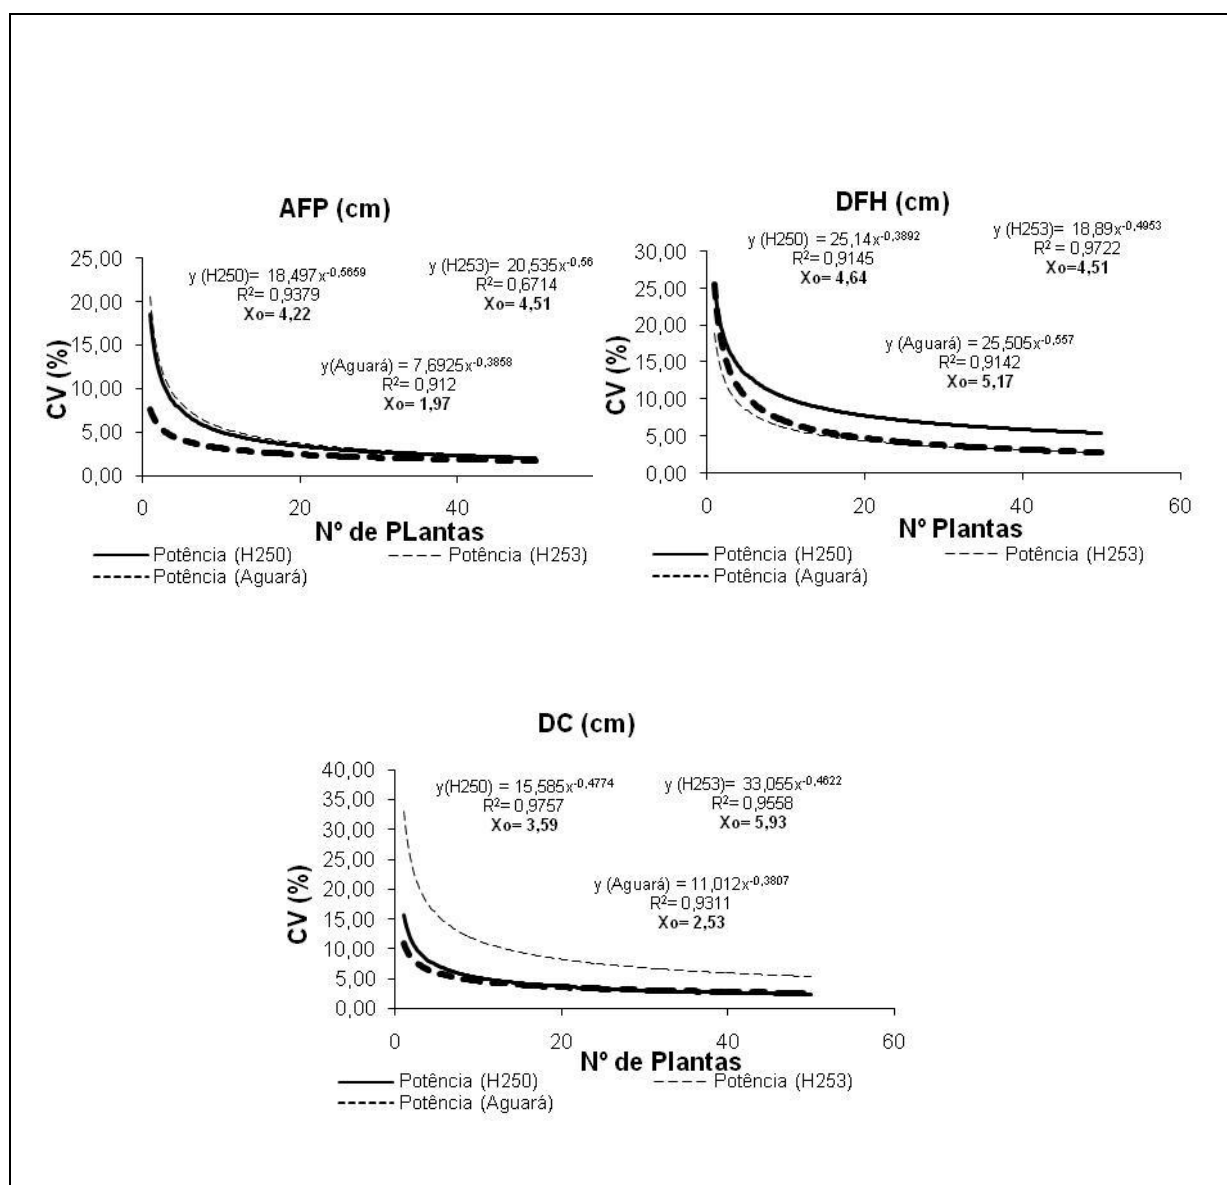 AFP (cm)
25,00
20,00
15,00
10,00
5,00
0,00
CV (%)
y (H250)= 18,497x-0,5659
R2= 0,9379
Xo= 4,22
y (H253)= 20,535x-0,56
R2= 0,6714
Xo= 4,51
y(Aguará) = 7,6925x-0,3858
R2= 0,912
Xo= 1,97
0 20 40
Nº de PLantas
Potência (H250) Potência (H253)
Potência (Aguará)
DFH (cm)
30,00
25,00
20,00
15,00
10,00
5,00
0,00
CV (%)
y (H250) = 25,14x-0,3892
R2= 0,9145
Xo= 4,64
y (H253)= 18,89x-0,4953
R2= 0,9722
Xo=4,51
y (Aguará) = 25,505x-0,557
R2= 0,9142
Xo= 5,17
0 20 40 60
Nº Plantas
Potência (H250) Potência (H253)
Potência (Aguará)
DC (cm)
40,00
35,00
30,00
25,00
20,00
15,00
10,00
5,00
0,00
CV (%)
y(H250) = 15,585x-0,4774
R2= 0,9757
Xo= 3,59
y (H253)= 33,055x-0,4622
R2= 0,9558
Xo= 5,93
y (Aguará) = 11,012x-0,3807
R2= 0,9311
Xo= 2,53
0 20 40 60
Nº de Plantas
Potência (H250) Potência (H253)
Potência (Aguará)